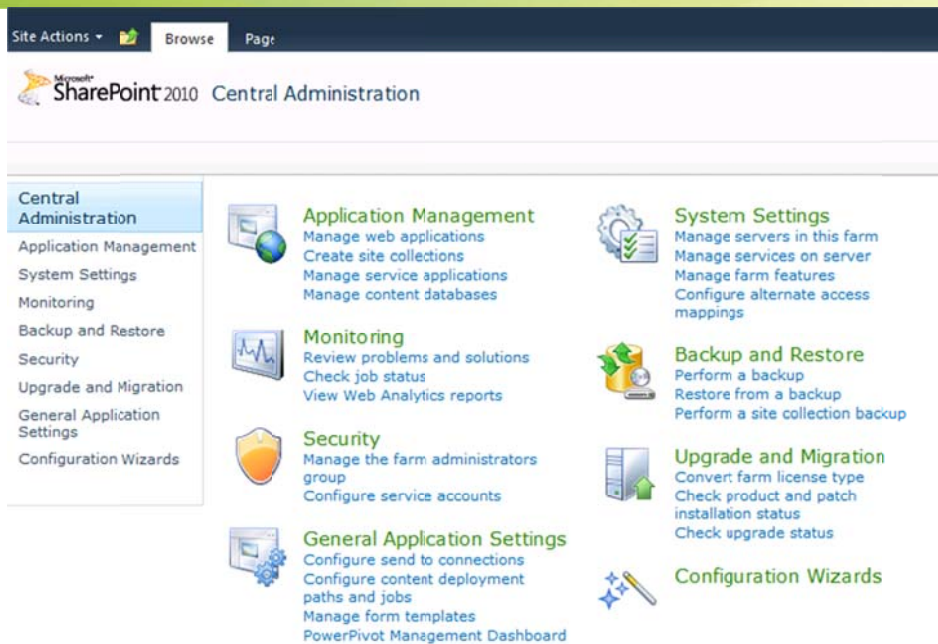 Site Actions
Browse
Page
Microsoft
SharePoint 2010 Central Administration
Central
Administration
Application Management
System Settings
Monitoring
Backup and Restore
Security
Upgrade and Migration
General Application
Settings
Configuration Wizards
Application Management
Manage web applications
Create site collections
Manage service applications
Manage content databases
Monitoring
Review problems and solutions
Check job status
View Web Analytics reports
Security
Manage the farm administrators
group
Configure service accounts
General Application Settings
Configure send to connections
Configure content deployment
paths and jobs
Manage form templates
PowerPivot Management Dashboard
System Settings
Manage servers in this farm
Manage services on server
Manage farm features
Configure alternate access
mappings
Backup and Restore
Perform a backup
Restore from a backup
Perform a site collection backup
Upgrade and Migration
Convert farm license type
Check product and patch
installation status
Check upgrade status
Configuration Wizards